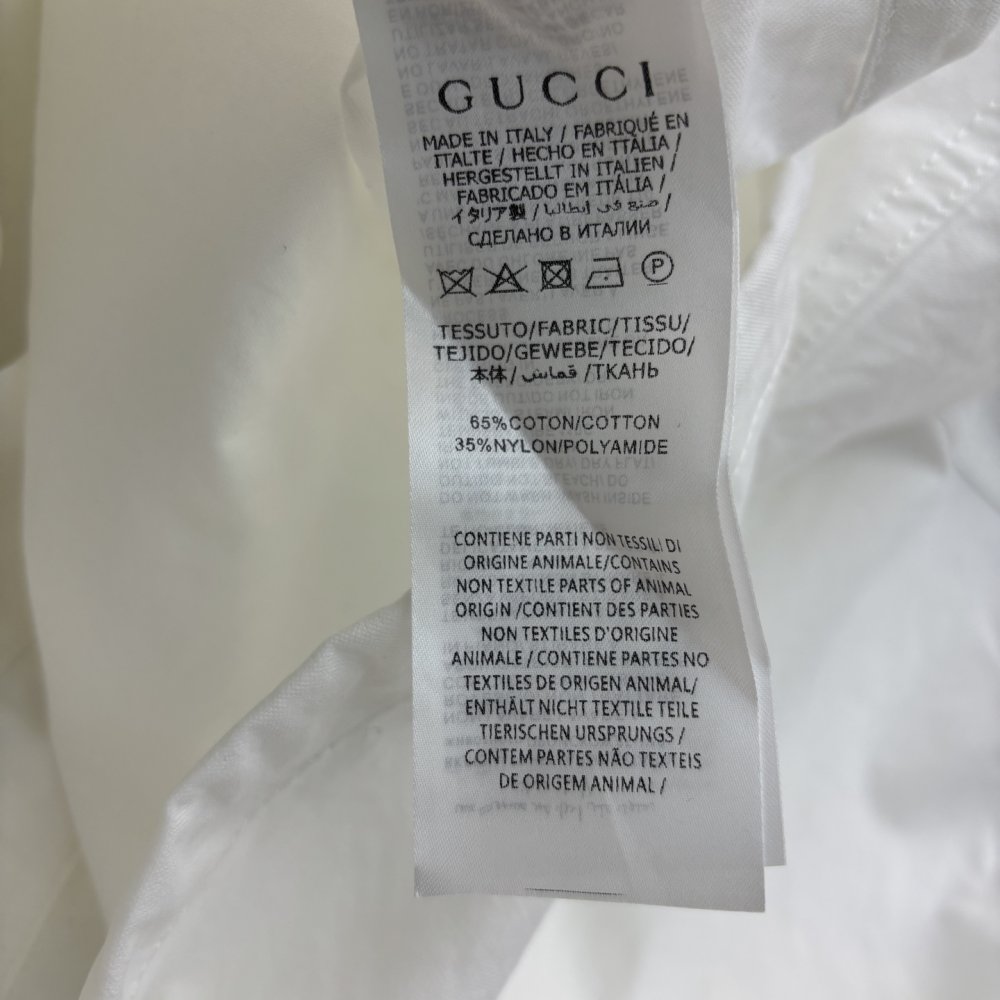 GUCCI
MADE IN ITALY / FABRIQUÉ EN
ITALTE / HECHO EN TTALIA /
HERGESTELLT IN ITALIEN /
FABRICADO EM ITÁLIA /
イタリア製 / صنع في إيطاليا /
СДЕЛАНО В ИТАЛИИ
P
TESSUTO/FABRIC/TISSU/
TEJIDO/GEWEBE/TECIDO/
本体/ قماش /ТКАНЬ
65%COTON/COTTON
35%NYLON/POLYAMIDE
CONTIENE PARTI NON TESSILI DI
ORIGINE ANIMALE/CONTAINS
NON TEXTILE PARTS OF ANIMAL
ORIGIN /CONTIENT DES PARTIES
NON TEXTILES D'ORIGINE
ANIMALE / CONTIENE PARTES NO
TEXTILES DE ORIGEN ANIMAL/
ENTHÄLT NICHT TEXTILE TEILE
TIERISCHEN URSPRUNGS /
CONTEM PARTES NÃO TEXTEIS
DE ORIGEM ANIMAL /